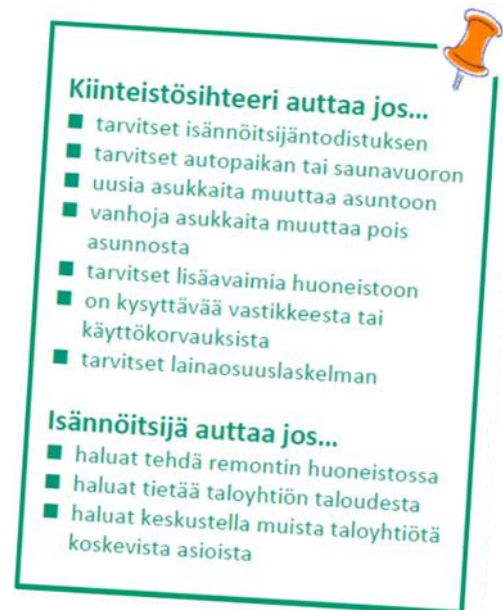 Kiinteistösihteeri auttaa jos...
■ tarvitset isännöitsijäntodistuksen
■ tarvitset autopaikan tai saunavuoron
■ uusia asukkaita muuttaa asuntoon
■ vanhoja asukkaita muuttaa pois
asunnosta
■ tarvitset lisäavaimia huoneistoon
■ on kysyttävää vastikkeesta tai
käyttökorvauksista
■ tarvitset lainaosuuslaskelman
Isännöitsijä auttaa jos...
■ haluat tehdä remontin huoneistossa
■ haluat tietää taloyhtiön taloudesta
■ haluat keskustella muista taloyhtiötä
koskevista asioista